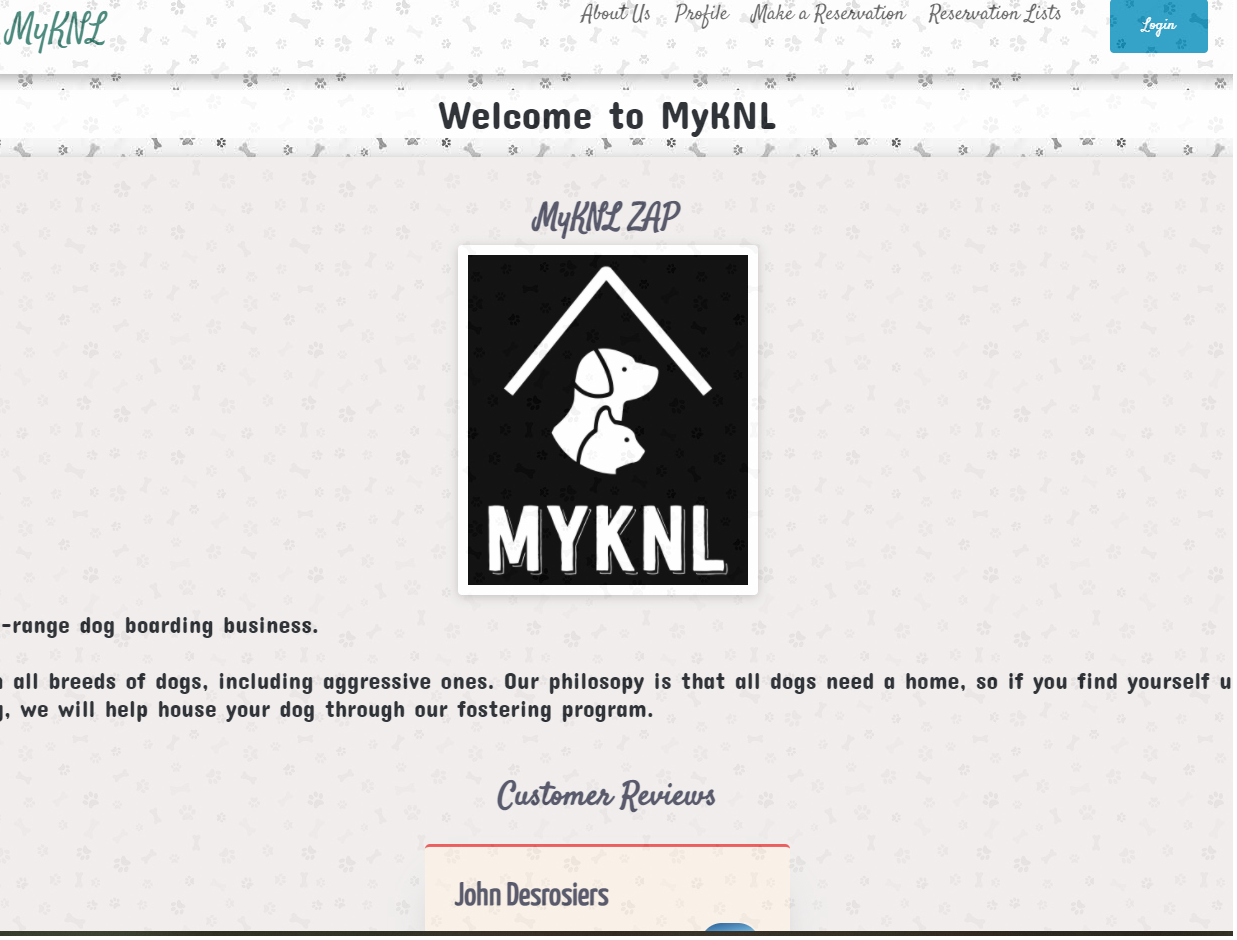 MyKNL
About Us Profile Make a Reservation Reservation Lists Login
Welcome to MyKNL
MyKNL ZAP
MYKNL
-range dog boarding business.
all breeds of dogs, including aggressive ones. Our philosopy is that all dogs need a home, so if you find yourself u
, we will help house your dog through our fostering program.
Customer Reviews
John Desrosiers